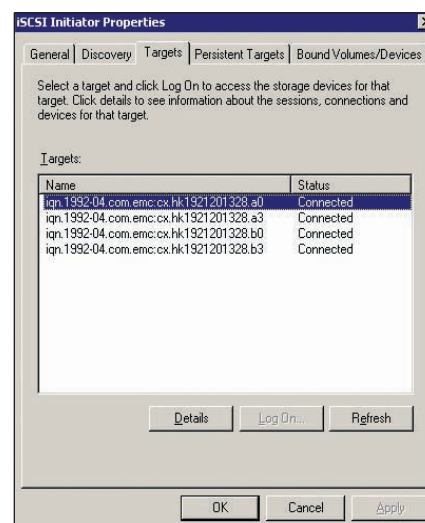 iSCSI Initiator Properties
General Discovery Targets Persistent Targets Bound Volumes/Devices
Select a target and click Log On to access the storage devices for that
target. Click details to see information about the sessions, connections and
devices for that target.
Targets:
Name Status
iqn.1992-04.com.emc:cx.hk1921201328.a0 Connected
iqn.1992-04.com.emc:cx.hk1921201328.a3 Connected
iqn.1992-04.com.emc:cx.hk1921201328.b0 Connected
iqn.1992-04.com.emc:cx.hk1921201328.b3 Connected
Details Log On... Refresh
OK Cancel Apply